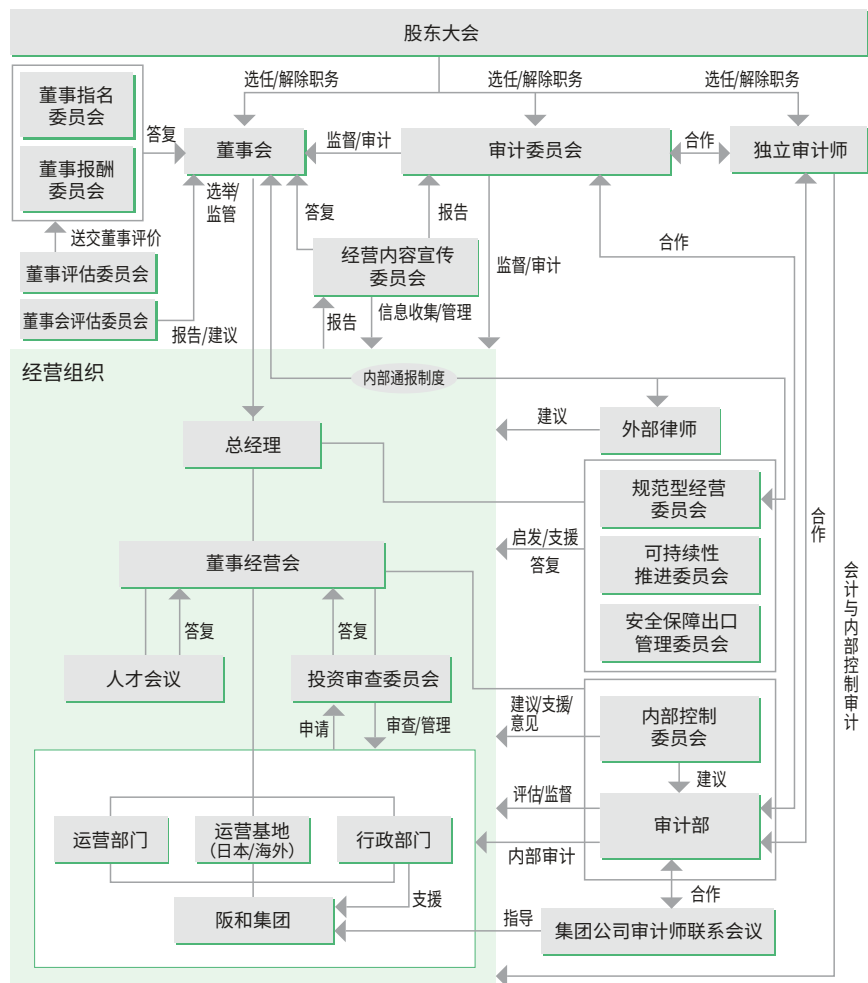 股东大会
选任/解除职务
选任/解除职务
选任/解除职务
董事指名
委员会
董事报酬
委员会
答复
董事会
监督/审计
审计委员会
合作
独立审计师
选举/
监管
答复
报告
送交董事评价
合作
董事评估委员会
经营内容宣传
委员会
监督/审计
董事会评估委员会
报告/建议
报告
信息收集/管理
经营组织
内部通报制度
建议
外部律师
总经理
规范型经营
委员会
启发/支援
答复
可持续性
推进委员会
合作
董事经营会
安全保障出口
管理委员会
会计与内部控制审计
答复
答复
人才会议
投资审查委员会
申请
审查/管理
建议/支援/
意见
内部控制
委员会
建议
评估/监督
审计部
内部审计
运营部门
运营基地
（日本/海外）
行政部门
支援
合作
阪和集团
指导
集团公司审计师联系会议